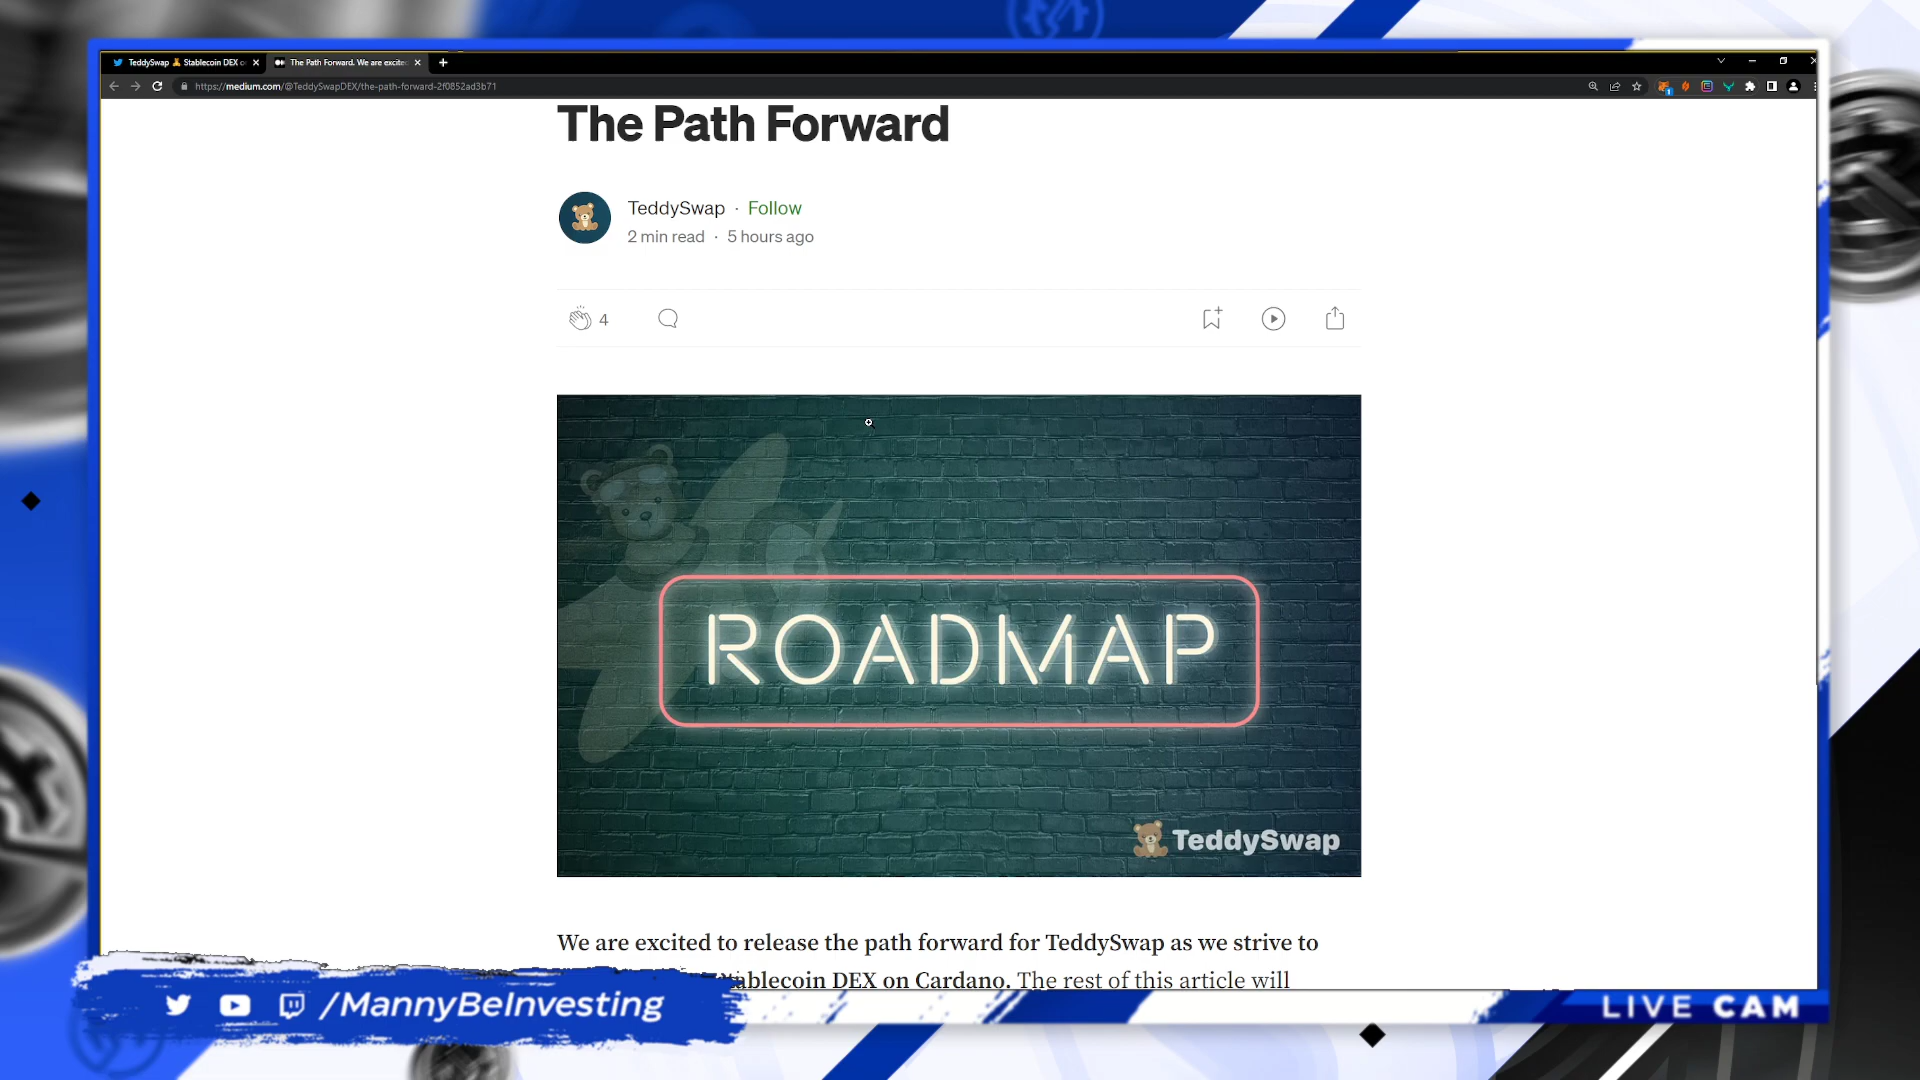 TeddySwap Stablecoin DEX o
The Path Forward. We are excite
https://medium.com/@TeddySwapDEX/the-path-forward-2f0852ad3b71
The Path Forward
TeddySwap · Follow
2 min read · 5 hours ago
4
ROADMAP
TeddySwap
We are excited to release the path forward for TeddySwap as we strive to
ablecoin DEX on Cardano. The rest of this article will
/MannyBeInvesting
LIVE CAM